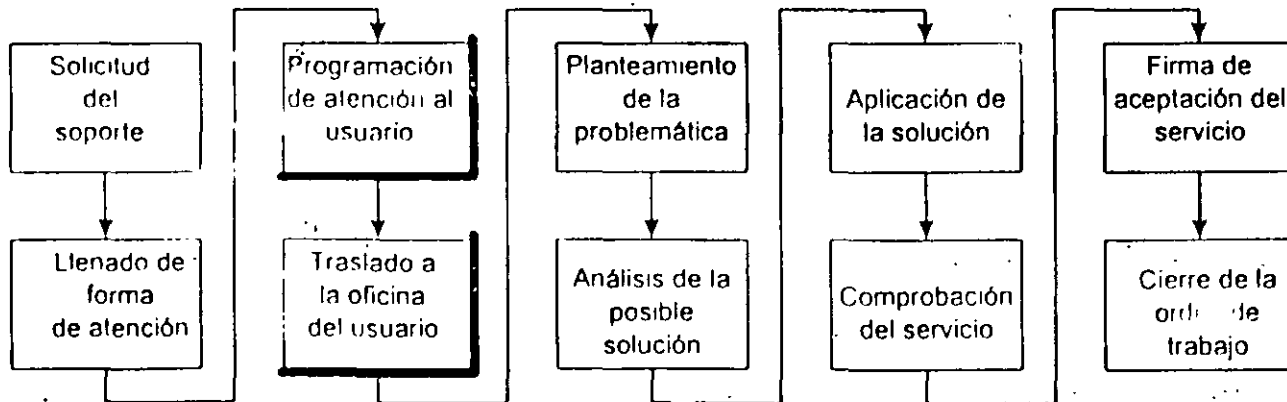 Solicitud
del
soporte
Llenado de
forma
de atención
Programación
de atención al
usuario
Traslado a
la oficina
del usuario
Planteamiento
de la
problemática
Análisis de la
posible
solución
Aplicación de
la solución
Comprobación
del servicio
Firma de
aceptación del
servicio
Cierre de la
de
trabajo